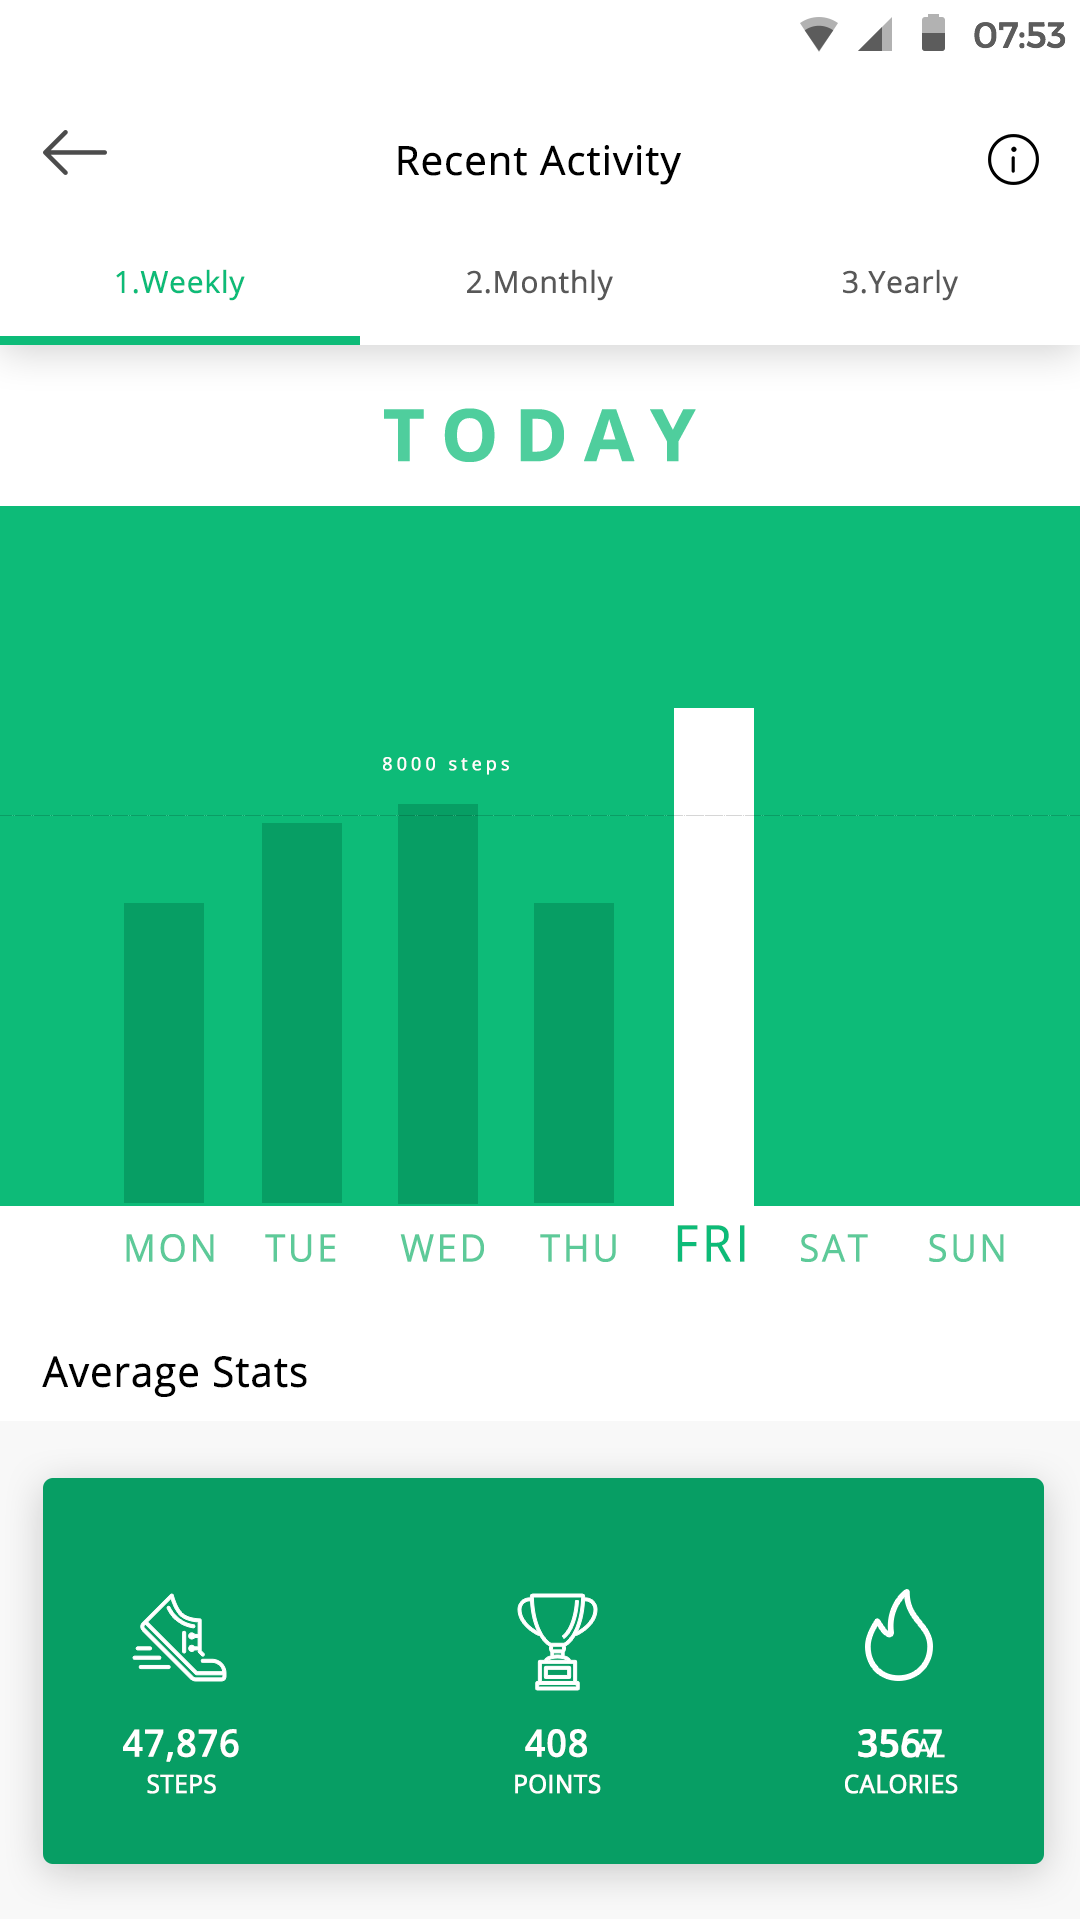 07:53
Recent Activity
1.Weekly 2.Monthly 3.Yearly
TODAY
8000 steps
MON TUE WED THU FRI SAT SUN
Average Stats
47,876 408 3567
STEPS POINTS CALORIES